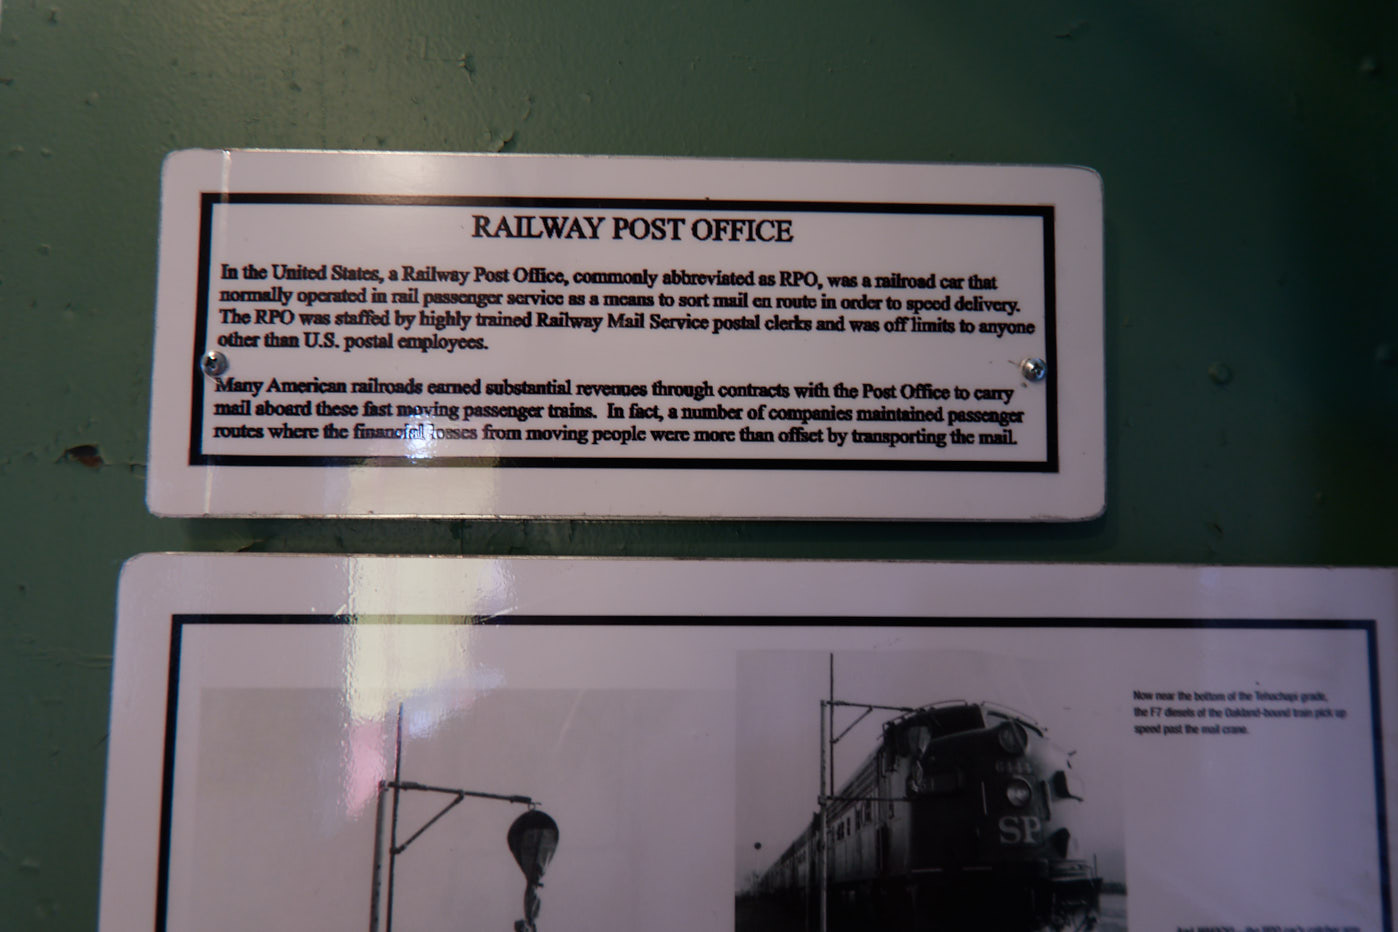 RAILWAY POST OFFICE
In the United States, a Railway Post Office, commonly abbreviated as RPO, was a railroad car that
normally operated in rail passenger service as a means to sort mail en route in order to speed delivery.
The RPO was staffed by highly trained Railway Mail Service postal clerks and was off limits to anyone
other than U.S. postal employees.
Many American railroads earned substantial revenues through contracts with the Post Office to carry
mail aboard these fast moving passenger trains. In fact, a number of companies maintained passenger
routes where the financial losses from moving people were more than offset by transporting the mail.
Now near the bottom of the Tehachapi grade,
the F7 diesels of the Oakland-bound train pick up
speed past the mail crane.
SP